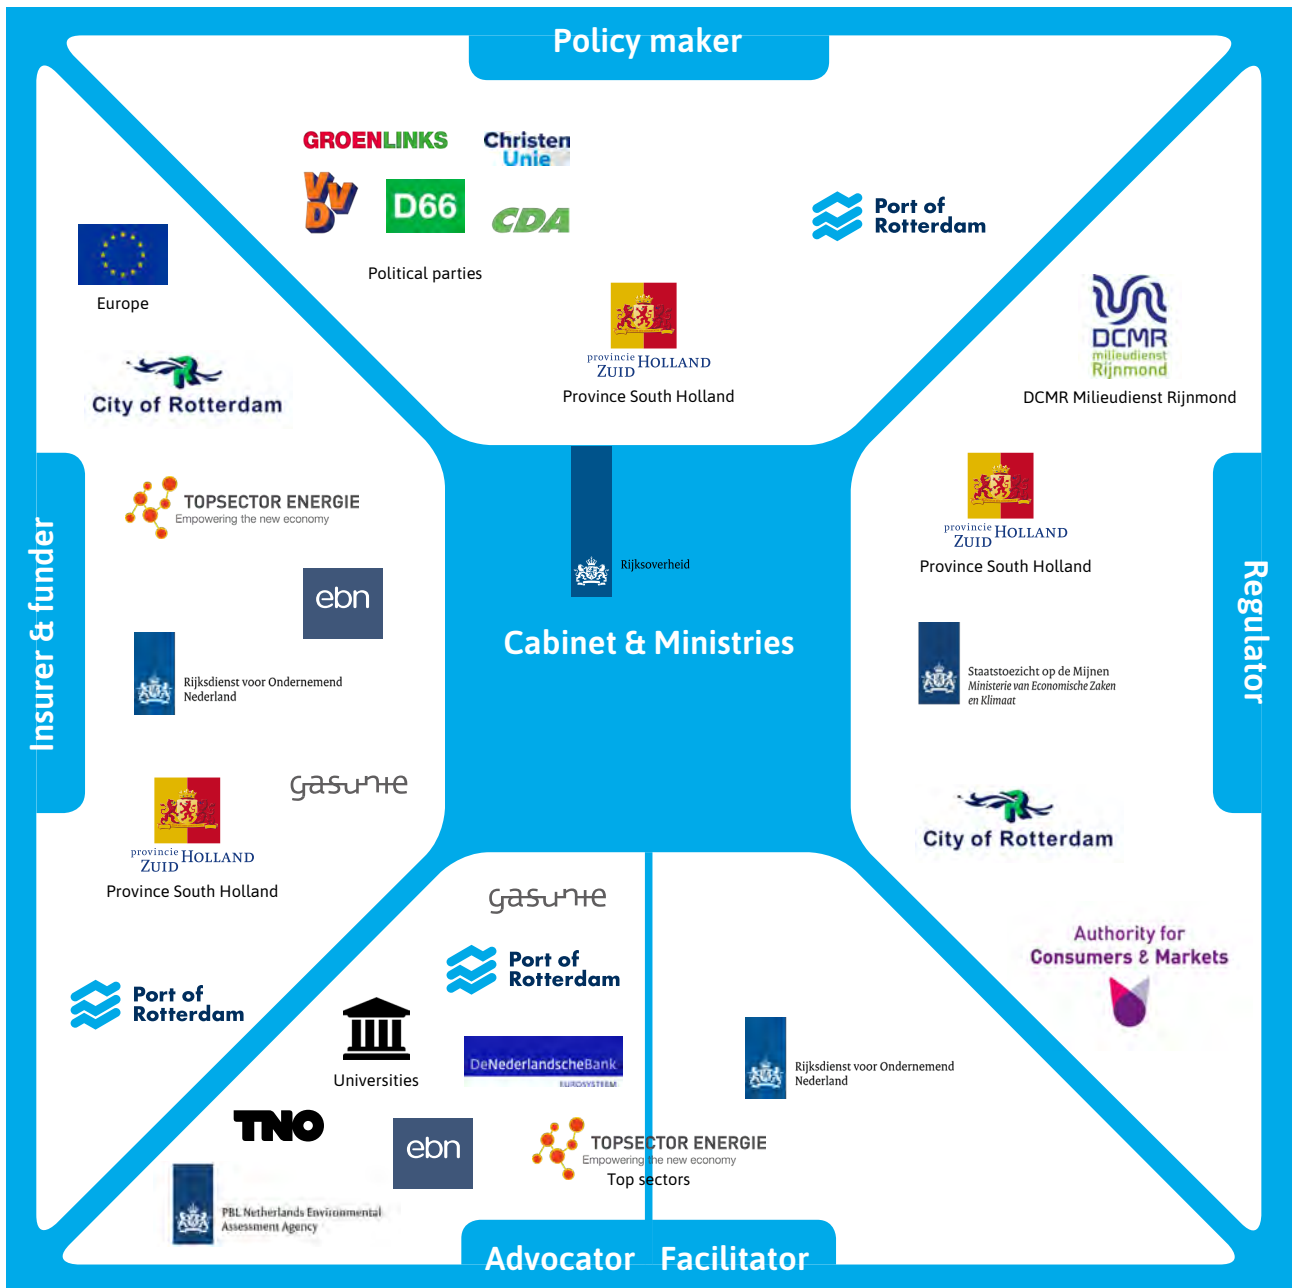 Policy maker
GROENLINKS
Christen
Unie
VVD
D66
CDA
Political parties
Port of
Rotterdam
provincie
ZUID HOLLAND
Province South Holland
Europe
City of Rotterdam
TOPSECTOR ENERGIE
Empowering the new economy
ebn
Rijksdienst voor Ondernemend
Nederland
gasunie
provincie
ZUID HOLLAND
Province South Holland
Port of
Rotterdam
Insurer & funder
Rijksoverheid
Cabinet & Ministries
DCMR
milieudienst
Rijnmond
DCMR Milieudienst Rijnmond
provincie
ZUID HOLLAND
Province South Holland
Staatstoezicht op de Mijnen
Ministerie van Economische Zaken
en Klimaat
City of Rotterdam
Authority for
Consumers & Markets
Regulator
gasunie
Port of
Rotterdam
Universities
DeNederlandscheBank
EUROSYSTEEM
TNO
ebn
TOPSECTOR ENERGIE
Empowering the new economy
Top sectors
PBL Netherlands Environmental
Assessment Agency
Rijksdienst voor Ondernemend
Nederland
Advocator
Facilitator